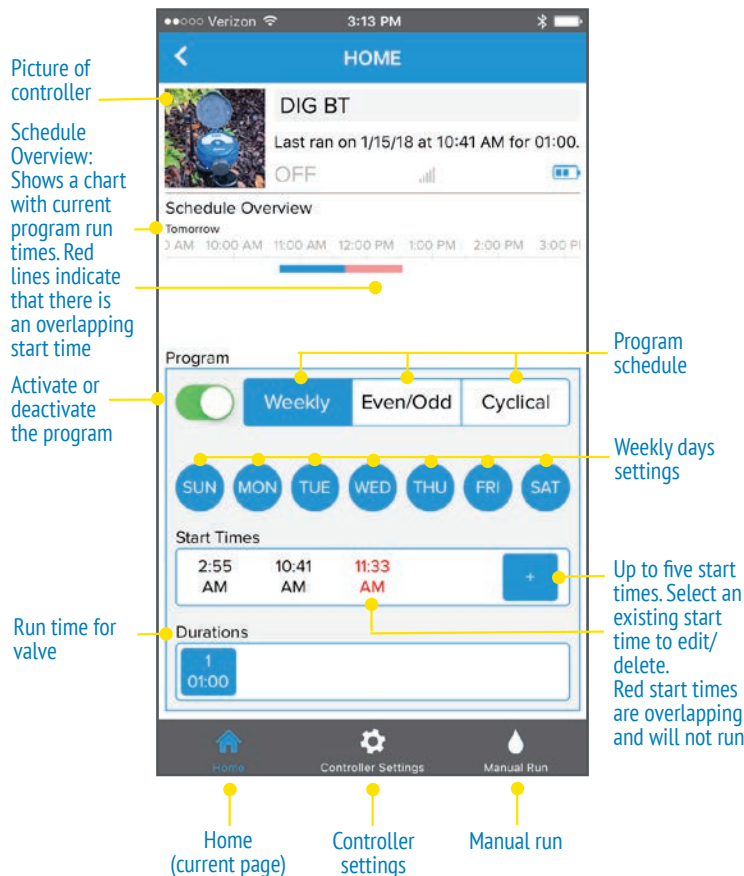 Verizon
3:13 PM
HOME
Picture of
controller
DIG BT
Last ran on 1/15/18 at 10:41 AM for 01:00.
OFF
Schedule
Overview:
Shows a chart
with current
program run
times. Red
lines indicate
that there is
an overlapping
start time
Schedule Overview
Tomorrow
0 AM 10:00 AM 11:00 AM 12:00 PM 1:00 PM 2:00 PM 3:00 P
Program
Program
schedule
Activate or
deactivate
the program
Weekly Even/Odd Cyclical
Weekly days
settings
SUN MON TUE WED THU FRI SAT
Start Times
2:55 10:41 11:33
AM AM AM
+
Up to five start
times. Select an
existing start
time to edit/
delete.
Red start times
are overlapping
and will not run
Run time for
valve
Durations
1
01:00
Home Controller Settings Manual Run
Home
(current page)
Controller
settings
Manual run